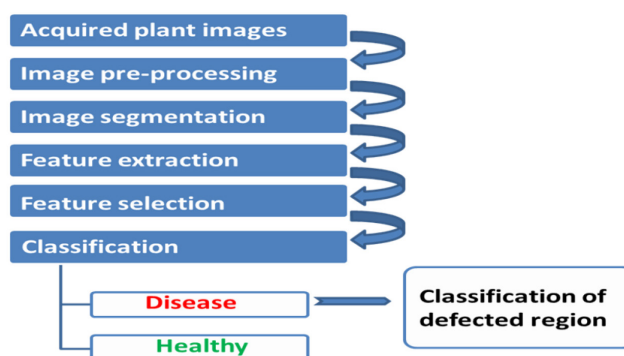 Acquired plant images
Image pre-processing
Image segmentation
Feature extraction
Feature selection
Classification
Disease
Classification of
defected region
Healthy